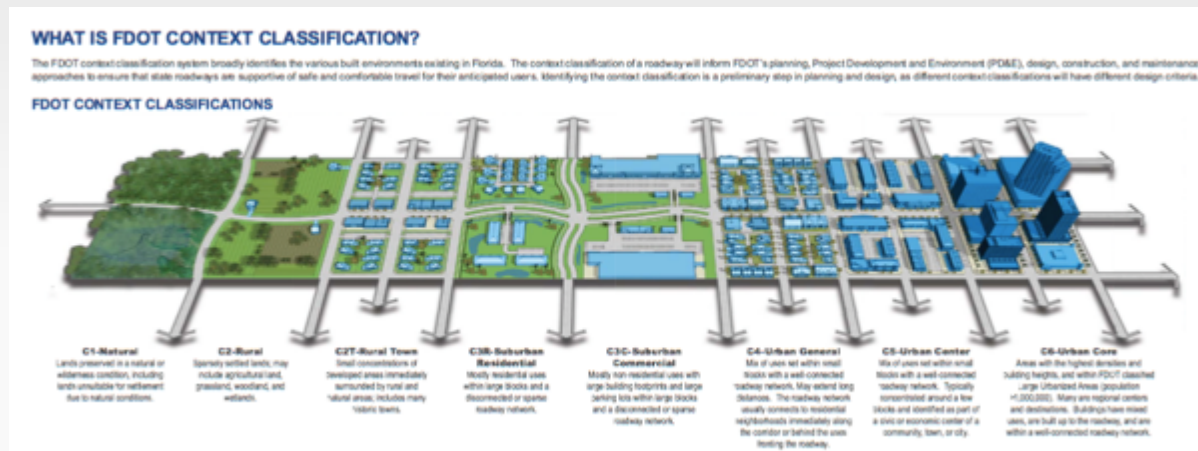 WHAT IS FDOT CONTEXT CLASSIFICATION?
The FDOT context classification system broadly identifies the various built environments existing in Florida. The context classification of a roadway will inform FDOT's planning, Project Development and Environment (PD&E), design, construction, and maintenance
approaches to ensure that state roadways are supportive of safe and comfortable travel for their anticipated users. Identifying the context classification is a preliminary step in planning and design, as different context classifications will have different design criteria.
FDOT CONTEXT CLASSIFICATIONS
C1-Natural
Lands preserved in a natural or
wilderness condition, including
lands unsuitable for settlement
due to natural conditions.
C2-Rural
Sparsely settled lands; may
include agricultural land,
grassland, woodland, and
wetlands.
C2T-Rural Town
Small concentrations of
developed areas immediately
surrounded by rural and
natural areas; includes many
historic towns.
C3R-Suburban
Residential
Mostly residential uses
within large blocks and a
disconnected or sparse
roadway network.
C3C-Suburban
Commercial
Mostly non-residential uses with
large building footprints and large
parking lots within large blocks
and a disconnected or sparse
roadway network.
C4-Urban General
Mix of uses set within small
blocks with a well-connected
roadway network. May extend long
distances. The roadway network
usually connects to residential
neighborhoods immediately along
the corridor or behind the uses
fronting the roadway.
C5-Urban Center
Mix of uses set within small
blocks with a well-connected
roadway network. Typically
concentrated around a few
blocks and identified as part of
a civic or economic center of a
community, town, or city.
C6-Urban Core
Areas with the highest densities and
building heights, and within FDOT classified
Large Urbanized Areas (population
>1,000,000). Many are regional centers
and destinations. Buildings have mixed
uses, are built up to the roadway, and are
within a well-connected roadway network.